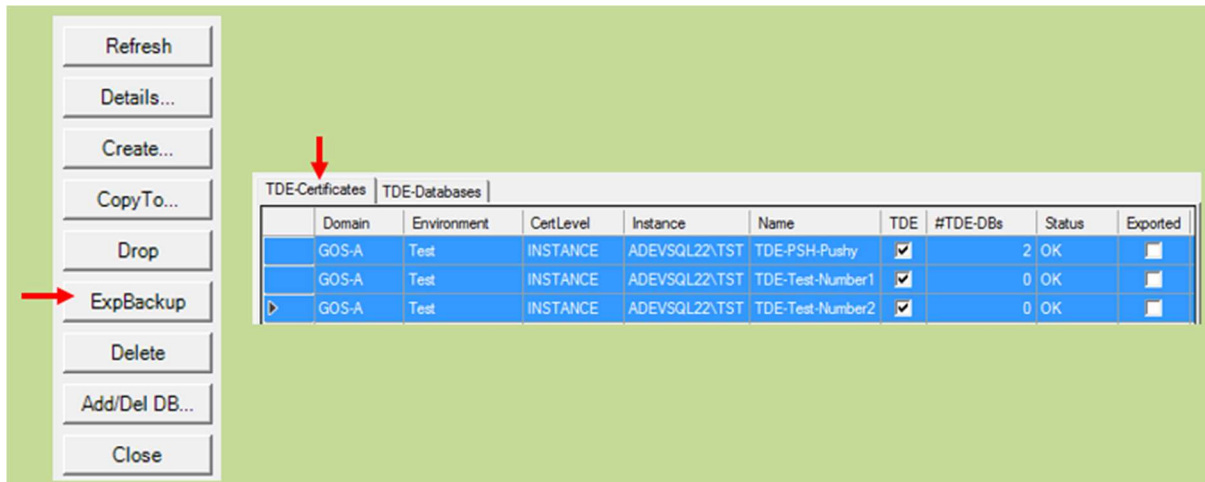 Refresh
Details...
Create...
CopyTo...
Drop
ExpBackup
Delete
Add/Del DB...
Close
TDE-Certificates TDE-Databases
Domain Environment CertLevel Instance Name TDE #TDE-DBs Status Exported
GOS-A Test INSTANCE ADEVSQL22\TST TDE-PSH-Pushy 2 OK
GOS-A Test INSTANCE ADEVSQL22\TST TDE-Test-Number1 0 OK
GOS-A Test INSTANCE ADEVSQL22\TST TDE-Test-Number2 0 OK